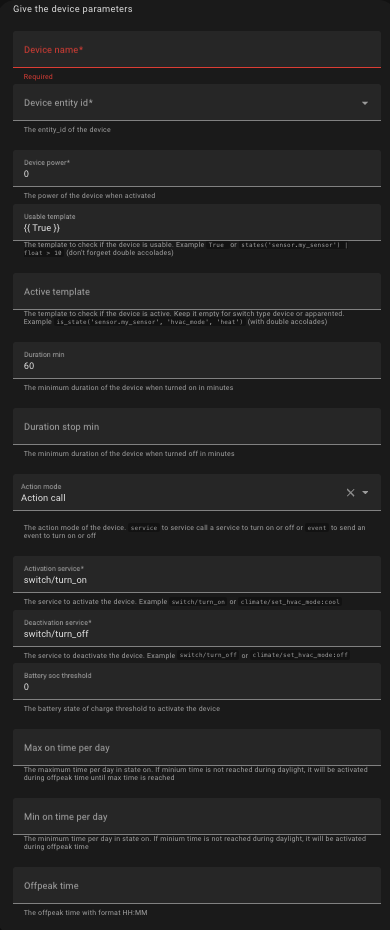 Give the device parameters
Device name*
Required
Device entity id*
The entity_id of the device
Device power*
0
The power of the device when activated
Usable template
{{ True }}
The template to check if the device is usable. Example True or states('sensor.my_sensor') |
float > 10 (don't forgeet double accolades)
Active template
The template to check if the device is active. Keep it empty for switch type device or apparented.
Example is_state('sensor.my_sensor', 'hvac_mode', 'heat') (with double accolades)
Duration min
60
The minimum duration of the device when turned on in minutes
Duration stop min
The minimum duration of the device when turned off in minutes
Action mode
Action call
The action mode of the device. service to service call a service to turn on or off or event to send an
event to turn on or off
Activation service*
switch/turn_on
The service to activate the device. Example switch/turn_on or climate/set_hvac_mode:cool
Deactivation service*
switch/turn_off
The service to deactivate the device. Example switch/turn_off or climate/set_hvac_mode:off
Battery soc threshold
0
The battery state of charge threshold to activate the device
Max on time per day
The maximum time per day in state on. If minium time is not reached during daylight, it will be activated
during offpeak time until max time is reached
Min on time per day
The minimum time per day in state on. If minium time is not reached during daylight, it will be activated
during offpeak time
Offpeak time
The offpeak time with format HH:MM